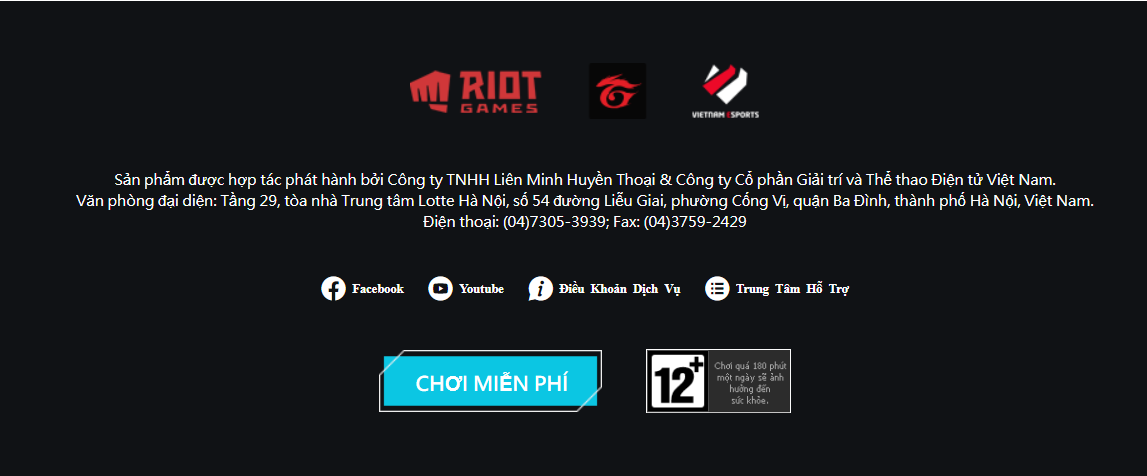 RIOT
GAMES
VIETNAM ESPORTS
Sản phẩm được hợp tác phát hành bởi Công ty TNHH Liên Minh Huyền Thoại & Công ty Cổ phần Giải trí và Thể thao Điện tử Việt Nam.
Văn phòng đại diện: Tầng 29, tòa nhà Trung tâm Lotte Hà Nội, số 54 đường Liễu Giai, phường Cống Vị, quận Ba Đình, thành phố Hà Nội, Việt Nam.
Điện thoại: (04)7305-3939; Fax: (04)3759-2429
Facebook Youtube Điều Khoản Dịch Vụ Trung Tâm Hỗ Trợ
CHƠI MIỄN PHÍ
12+
Chơi quá 180 phút
một ngày sẽ ảnh
hưởng đến
sức khỏe.